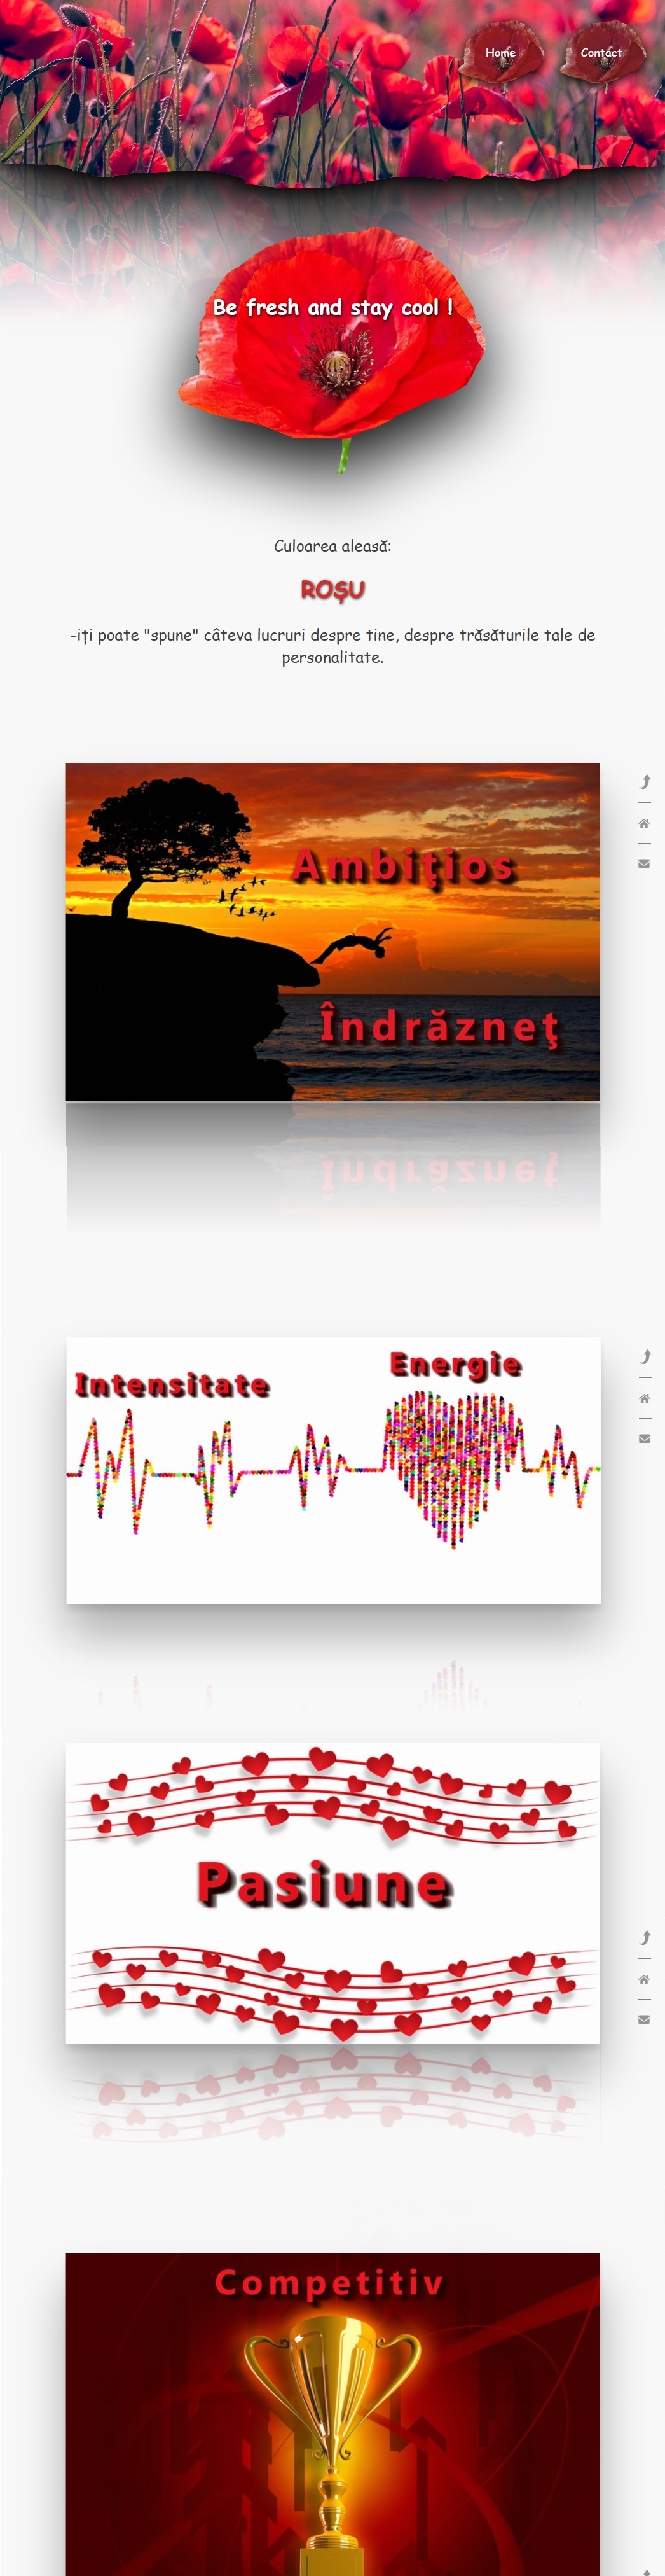 Home
Contact
Be fresh and stay cool !
Culoarea aleasă:
ROȘU
-iți poate "spune" câteva lucruri despre tine, despre trăsăturile tale de
personalitate.
Ambiţios
Îndrăzneţ
Îndrăzneţ
Intensitate
Energie
Pasiune
Competitiv